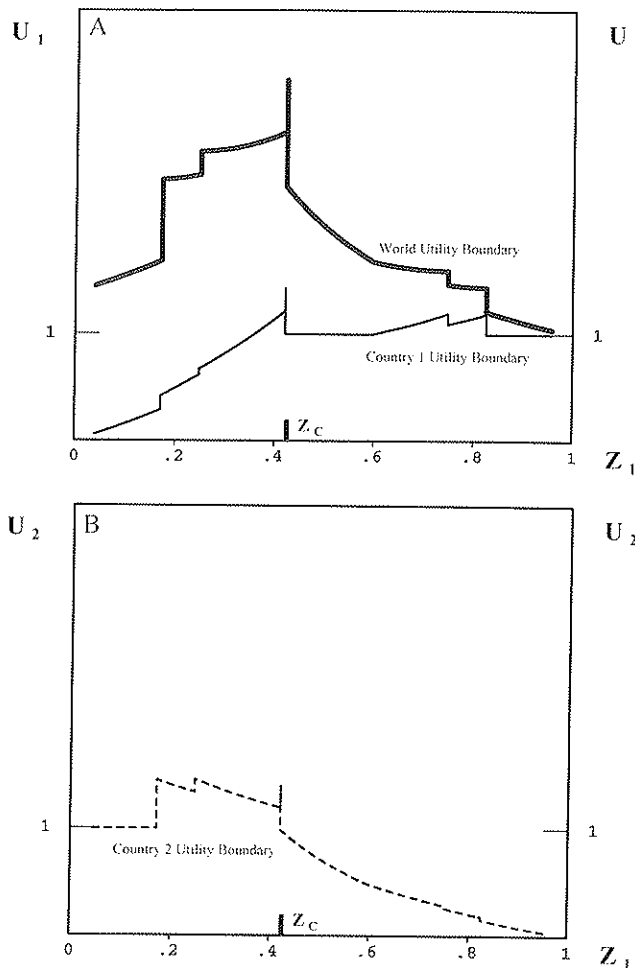 U 1 A U
World Utility Boundary
1 1
Country 1 Utility Boundary
Z C
0 .2 .4 .6 .8 1 Z 1
U 2 B U 2
1 1
Country 2 Utility Boundary
Z C
0 .2 .4 .6 .8 1 Z 1